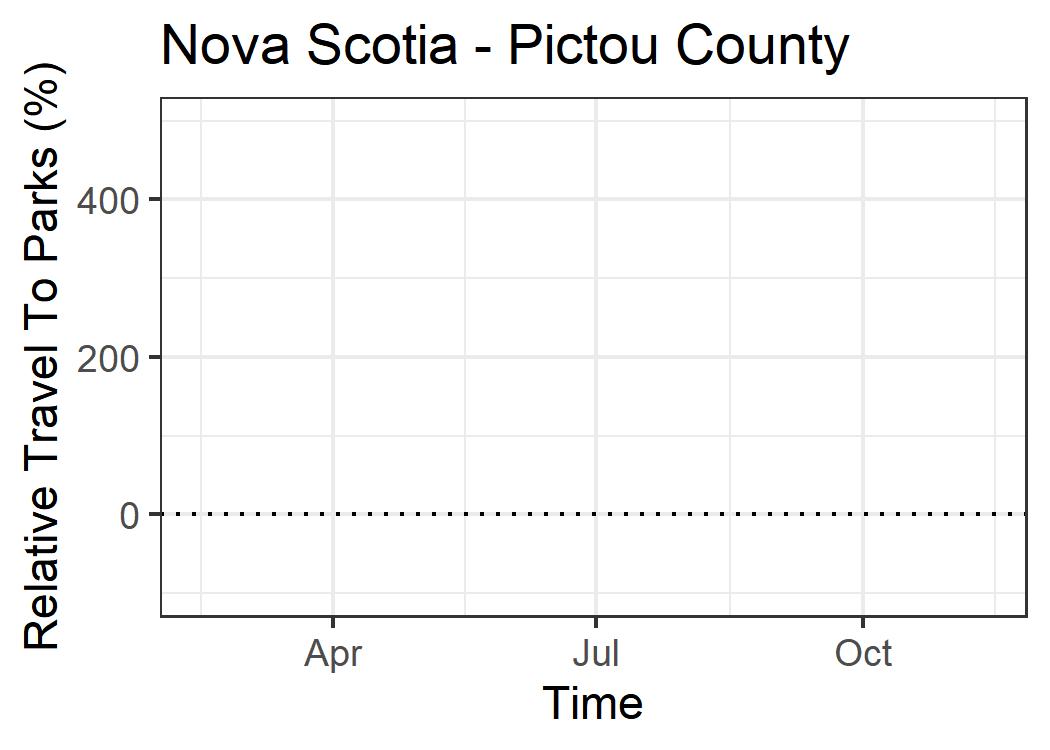 Nova Scotia - Pictou County
Relative Travel To Parks (%)
400
200
0
Apr Jul Oct
Time